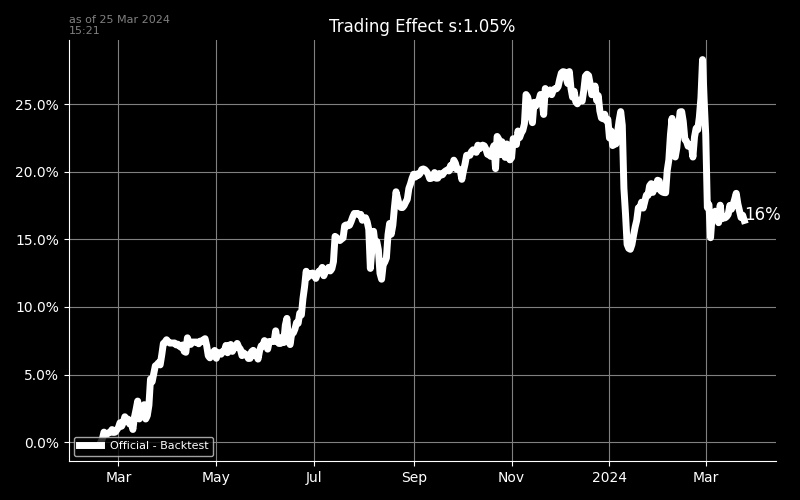 as of 25 Mar 2024
15:21
Trading Effect s:1.05%
25.0%
20.0%
15.0%
10.0%
5.0%
0.0%
16%
Official - Backtest
Mar May Jul Sep Nov 2024 Mar